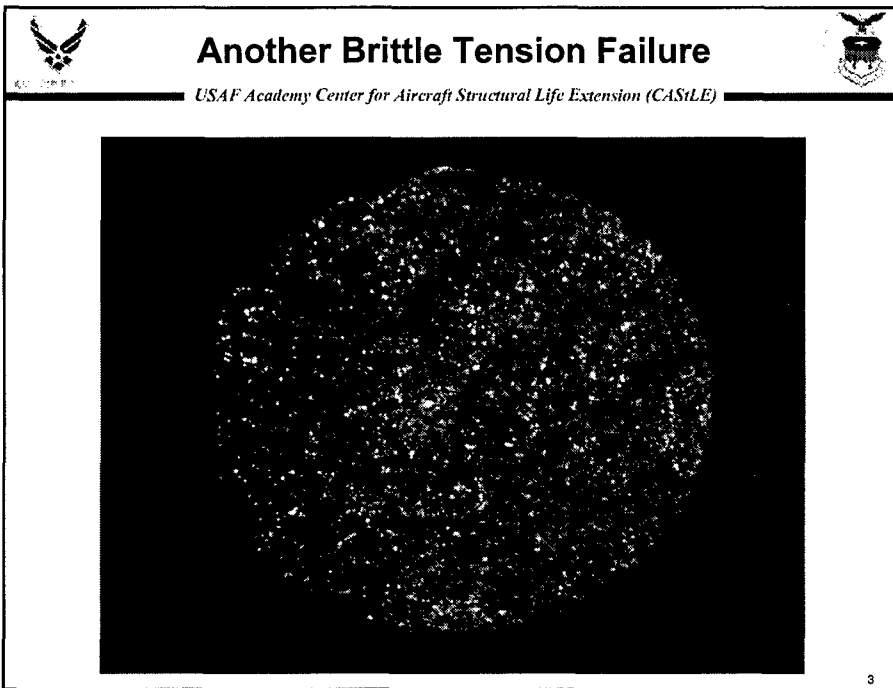 Another Brittle Tension Failure
USAF Academy Center for Aircraft Structural Life Extension (CAStLE)
3